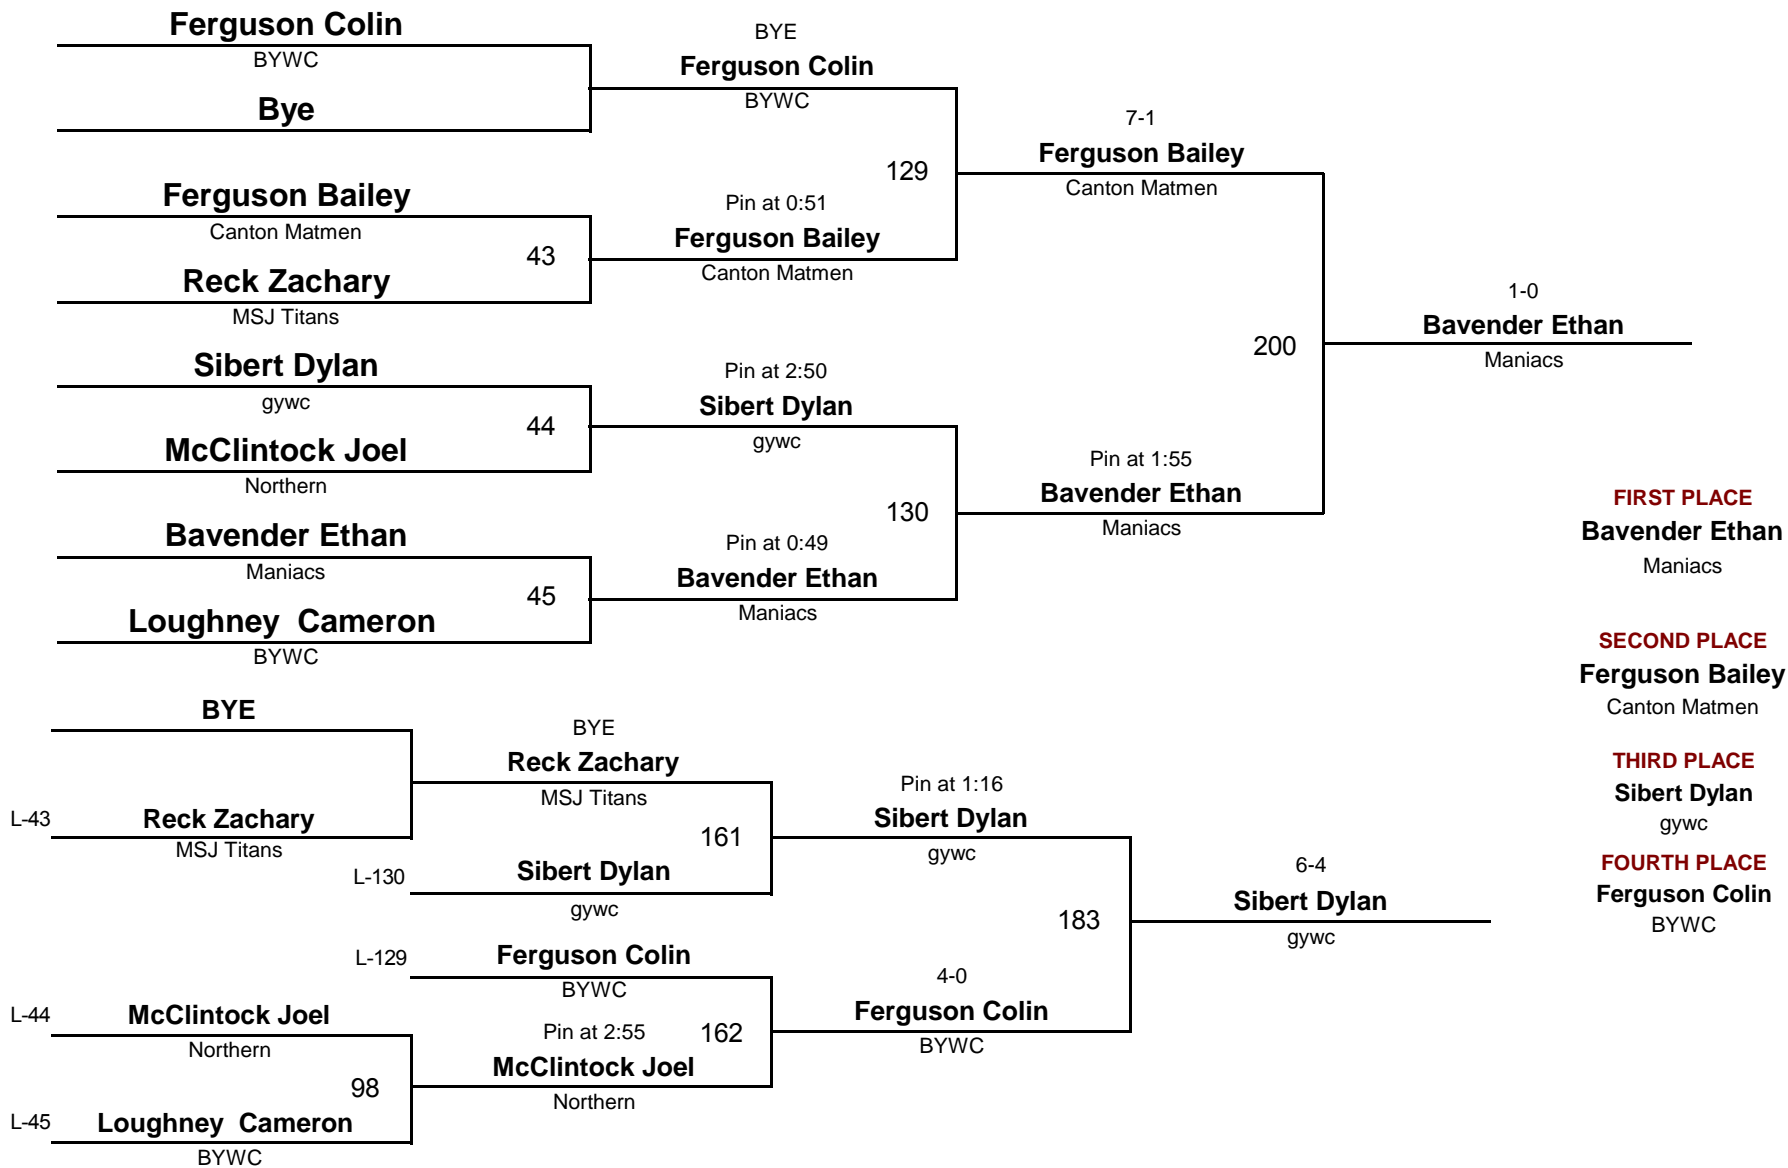 Ferguson Colin
BYWC
Bye
Ferguson Bailey
Canton Matmen
43
Reck Zachary
MSJ Titans
Sibert Dylan
gywc
44
McClintock Joel
Northern
Bavender Ethan
Maniacs
45
Loughney  Cameron
BYWC
BYE
Ferguson Colin
BYWC
129
Pin at 0:51
Ferguson Bailey
Canton Matmen
Pin at 2:50
Sibert Dylan
gywc
130
Pin at 0:49
Bavender Ethan
Maniacs
7-1
Ferguson Bailey
Canton Matmen
200
Pin at 1:55
Bavender Ethan
Maniacs
1-0
Bavender Ethan
Maniacs
FIRST PLACE
Bavender Ethan
Maniacs
SECOND PLACE
Ferguson Bailey
Canton Matmen
THIRD PLACE
Sibert Dylan
gywc
FOURTH PLACE
Ferguson Colin
BYWC
BYE
L-43
Reck Zachary
MSJ Titans
L-44
McClintock Joel
Northern
98
L-45
Loughney  Cameron
BYWC
BYE
Reck Zachary
MSJ Titans
161
L-130
Sibert Dylan
gywc
L-129
Ferguson Colin
BYWC
162
Pin at 2:55
McClintock Joel
Northern
Pin at 1:16
Sibert Dylan
gywc
183
4-0
Ferguson Colin
BYWC
6-4
Sibert Dylan
gywc